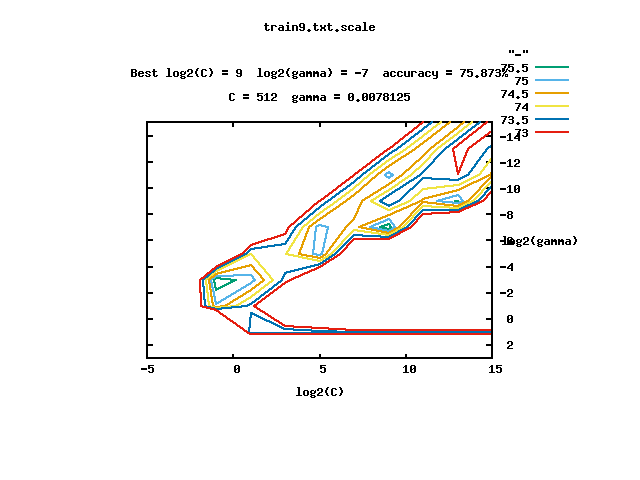 train9.txt.scale
"-"
Best log2(C) = 9  log2(gamma) = -7  accuracy = 75.873%
75.5
75
C = 512  gamma = 0.0078125
74.5
74
73.5
73
-14
-12
-10
-8
-6
log2(gamma)
-4
-2
0
2
-5 0 5 10 15
log2(C)